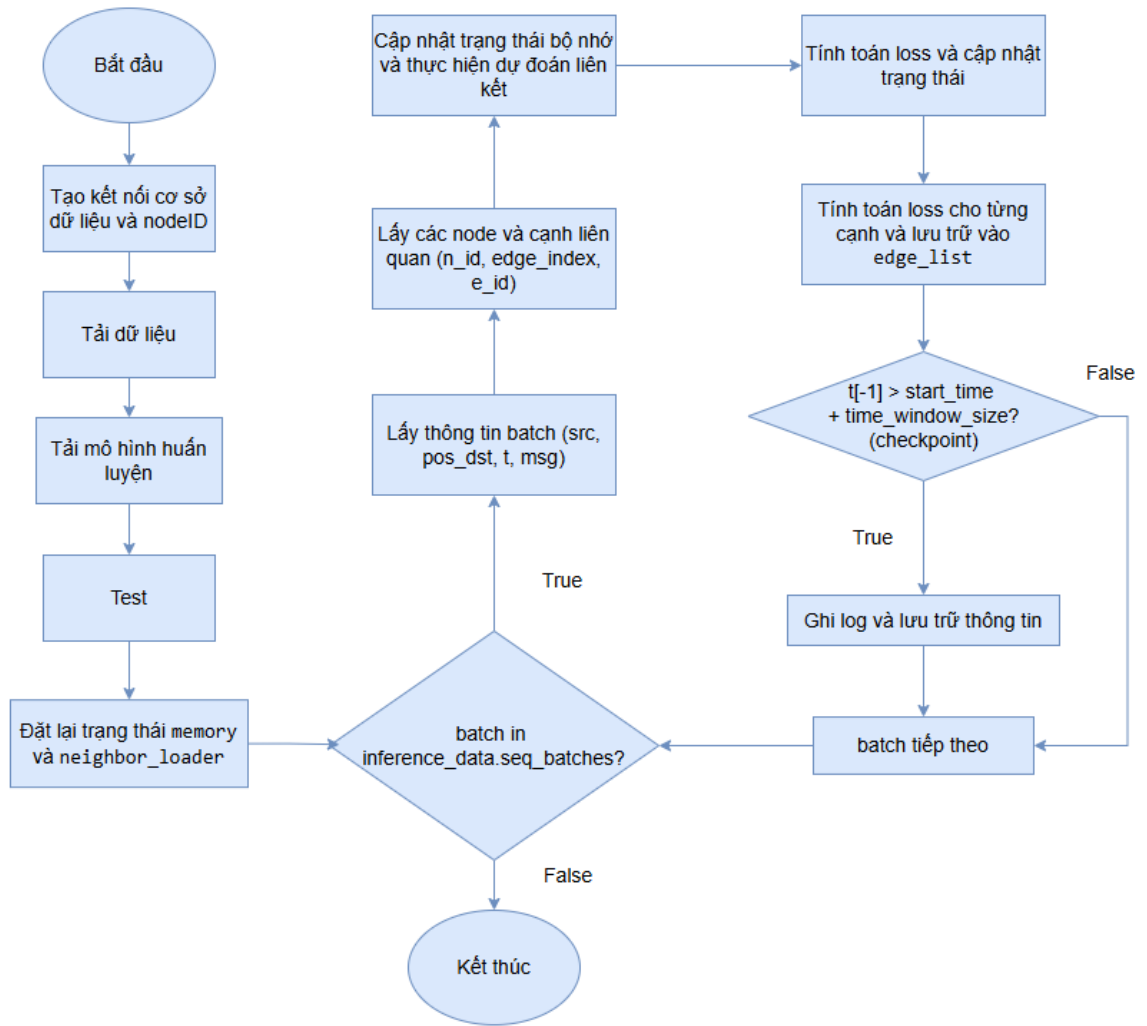 Bắt đầu
Tạo kết nối cơ sở
dữ liệu và nodeID
Tải dữ liệu
Tải mô hình huấn
luyện
Test
Đặt lại trạng thái memory
và neighbor_loader
batch in
inference_data.seq_batches?
True
False
Kết thúc
Lấy thông tin batch (src,
pos_dst, t, msg)
Lấy các node và cạnh liên
quan (n_id, edge_index,
e_id)
Cập nhật trạng thái bộ nhớ
và thực hiện dự đoán liên
kết
Tính toán loss và cập nhật
trạng thái
Tính toán loss cho từng
cạnh và lưu trữ vào
edge_list
t[-1] > start_time
+ time_window_size?
(checkpoint)
False
True
Ghi log và lưu trữ thông tin
batch tiếp theo